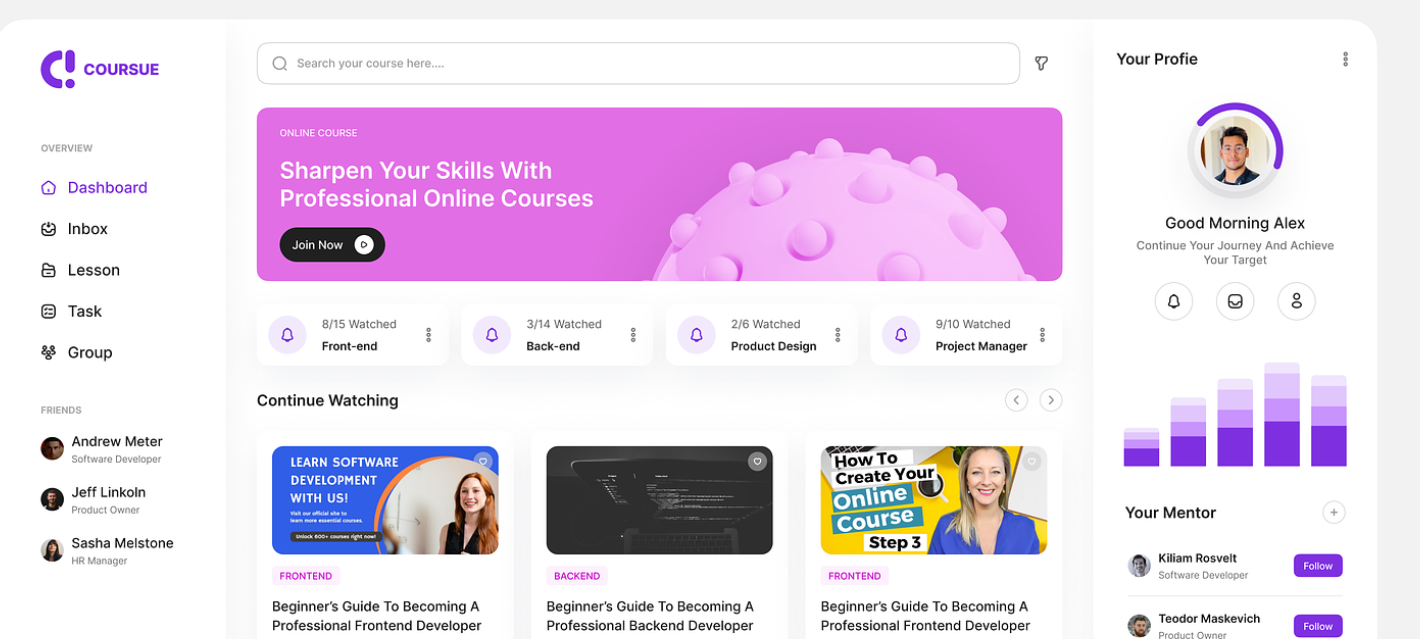 COURSUE
OVERVIEW
Dashboard
Inbox
Lesson
Task
Group
FRIENDS
Andrew Meter
Software Developer
Jeff Linkoln
Product Owner
Sasha Melstone
HR Manager
Search your course here....
ONLINE COURSE
Sharpen Your Skills With
Professional Online Courses
Join Now
8/15 Watched
Front-end
3/14 Watched
Back-end
2/6 Watched
Product Design
9/10 Watched
Project Manager
Continue Watching
LEARN SOFTWARE
DEVELOPMENT
WITH US!
Visit our official site to
learn more essential courses.
Unlock 600+ courses right now!
FRONTEND
Beginner’s Guide To Becoming A
Professional Frontend Developer
BACKEND
Beginner’s Guide To Becoming A
Professional Backend Developer
How To
Create Your
Online
Course
Step 3
FRONTEND
Beginner’s Guide To Becoming A
Professional Frontend Developer
Your Profie
Good Morning Alex
Continue Your Journey And Achieve
Your Target
Your Mentor
Kiliam Rosvelt
Software Developer
Follow
Teodor Maskevich
Product Owner
Follow